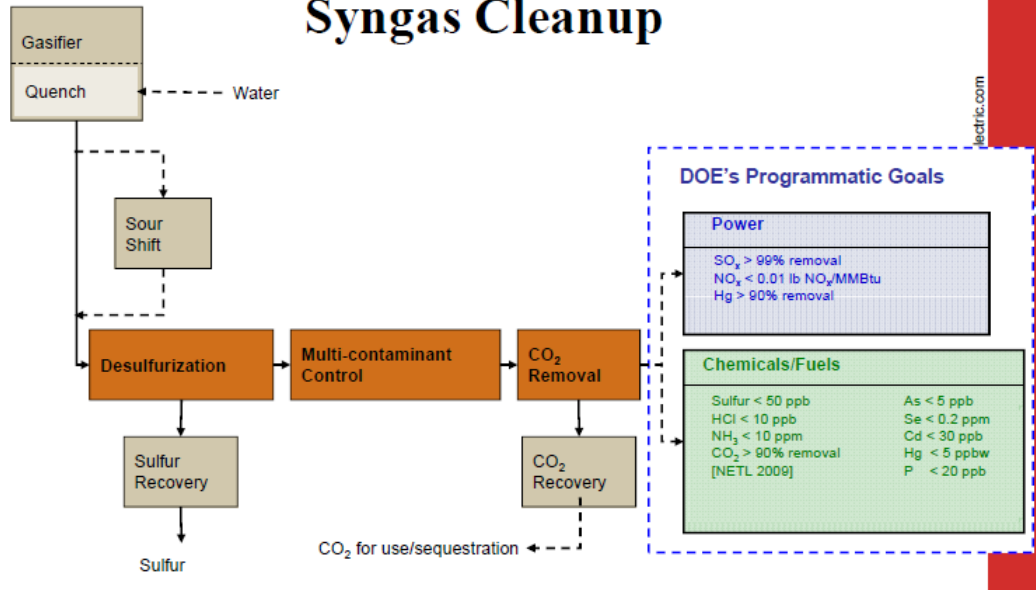 Syngas Cleanup
Gasifier
Quench
Water
lectric.com
Sour
Shift
DOE's Programmatic Goals
Power
SOx > 99% removal
NOx < 0.01 lb NOx/MMBtu
Hg > 90% removal
Desulfurization
Multi-contaminant
Control
CO2
Removal
Chemicals/Fuels
Sulfur < 50 ppb
HCl < 10 ppb
NH3 < 10 ppm
CO2 > 90% removal
[NETL 2009]
As < 5 ppb
Se < 0.2 ppm
Cd < 30 ppb
Hg < 5 ppbw
P < 20 ppb
Sulfur
Recovery
CO2
Recovery
CO2 for use/sequestration
Sulfur